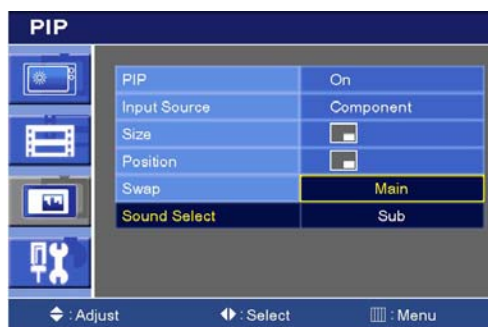 PIP
PIP On
Input Source Component
Size
Position
Swap Main
Sound Select Sub
: Adjust : Select : Menu